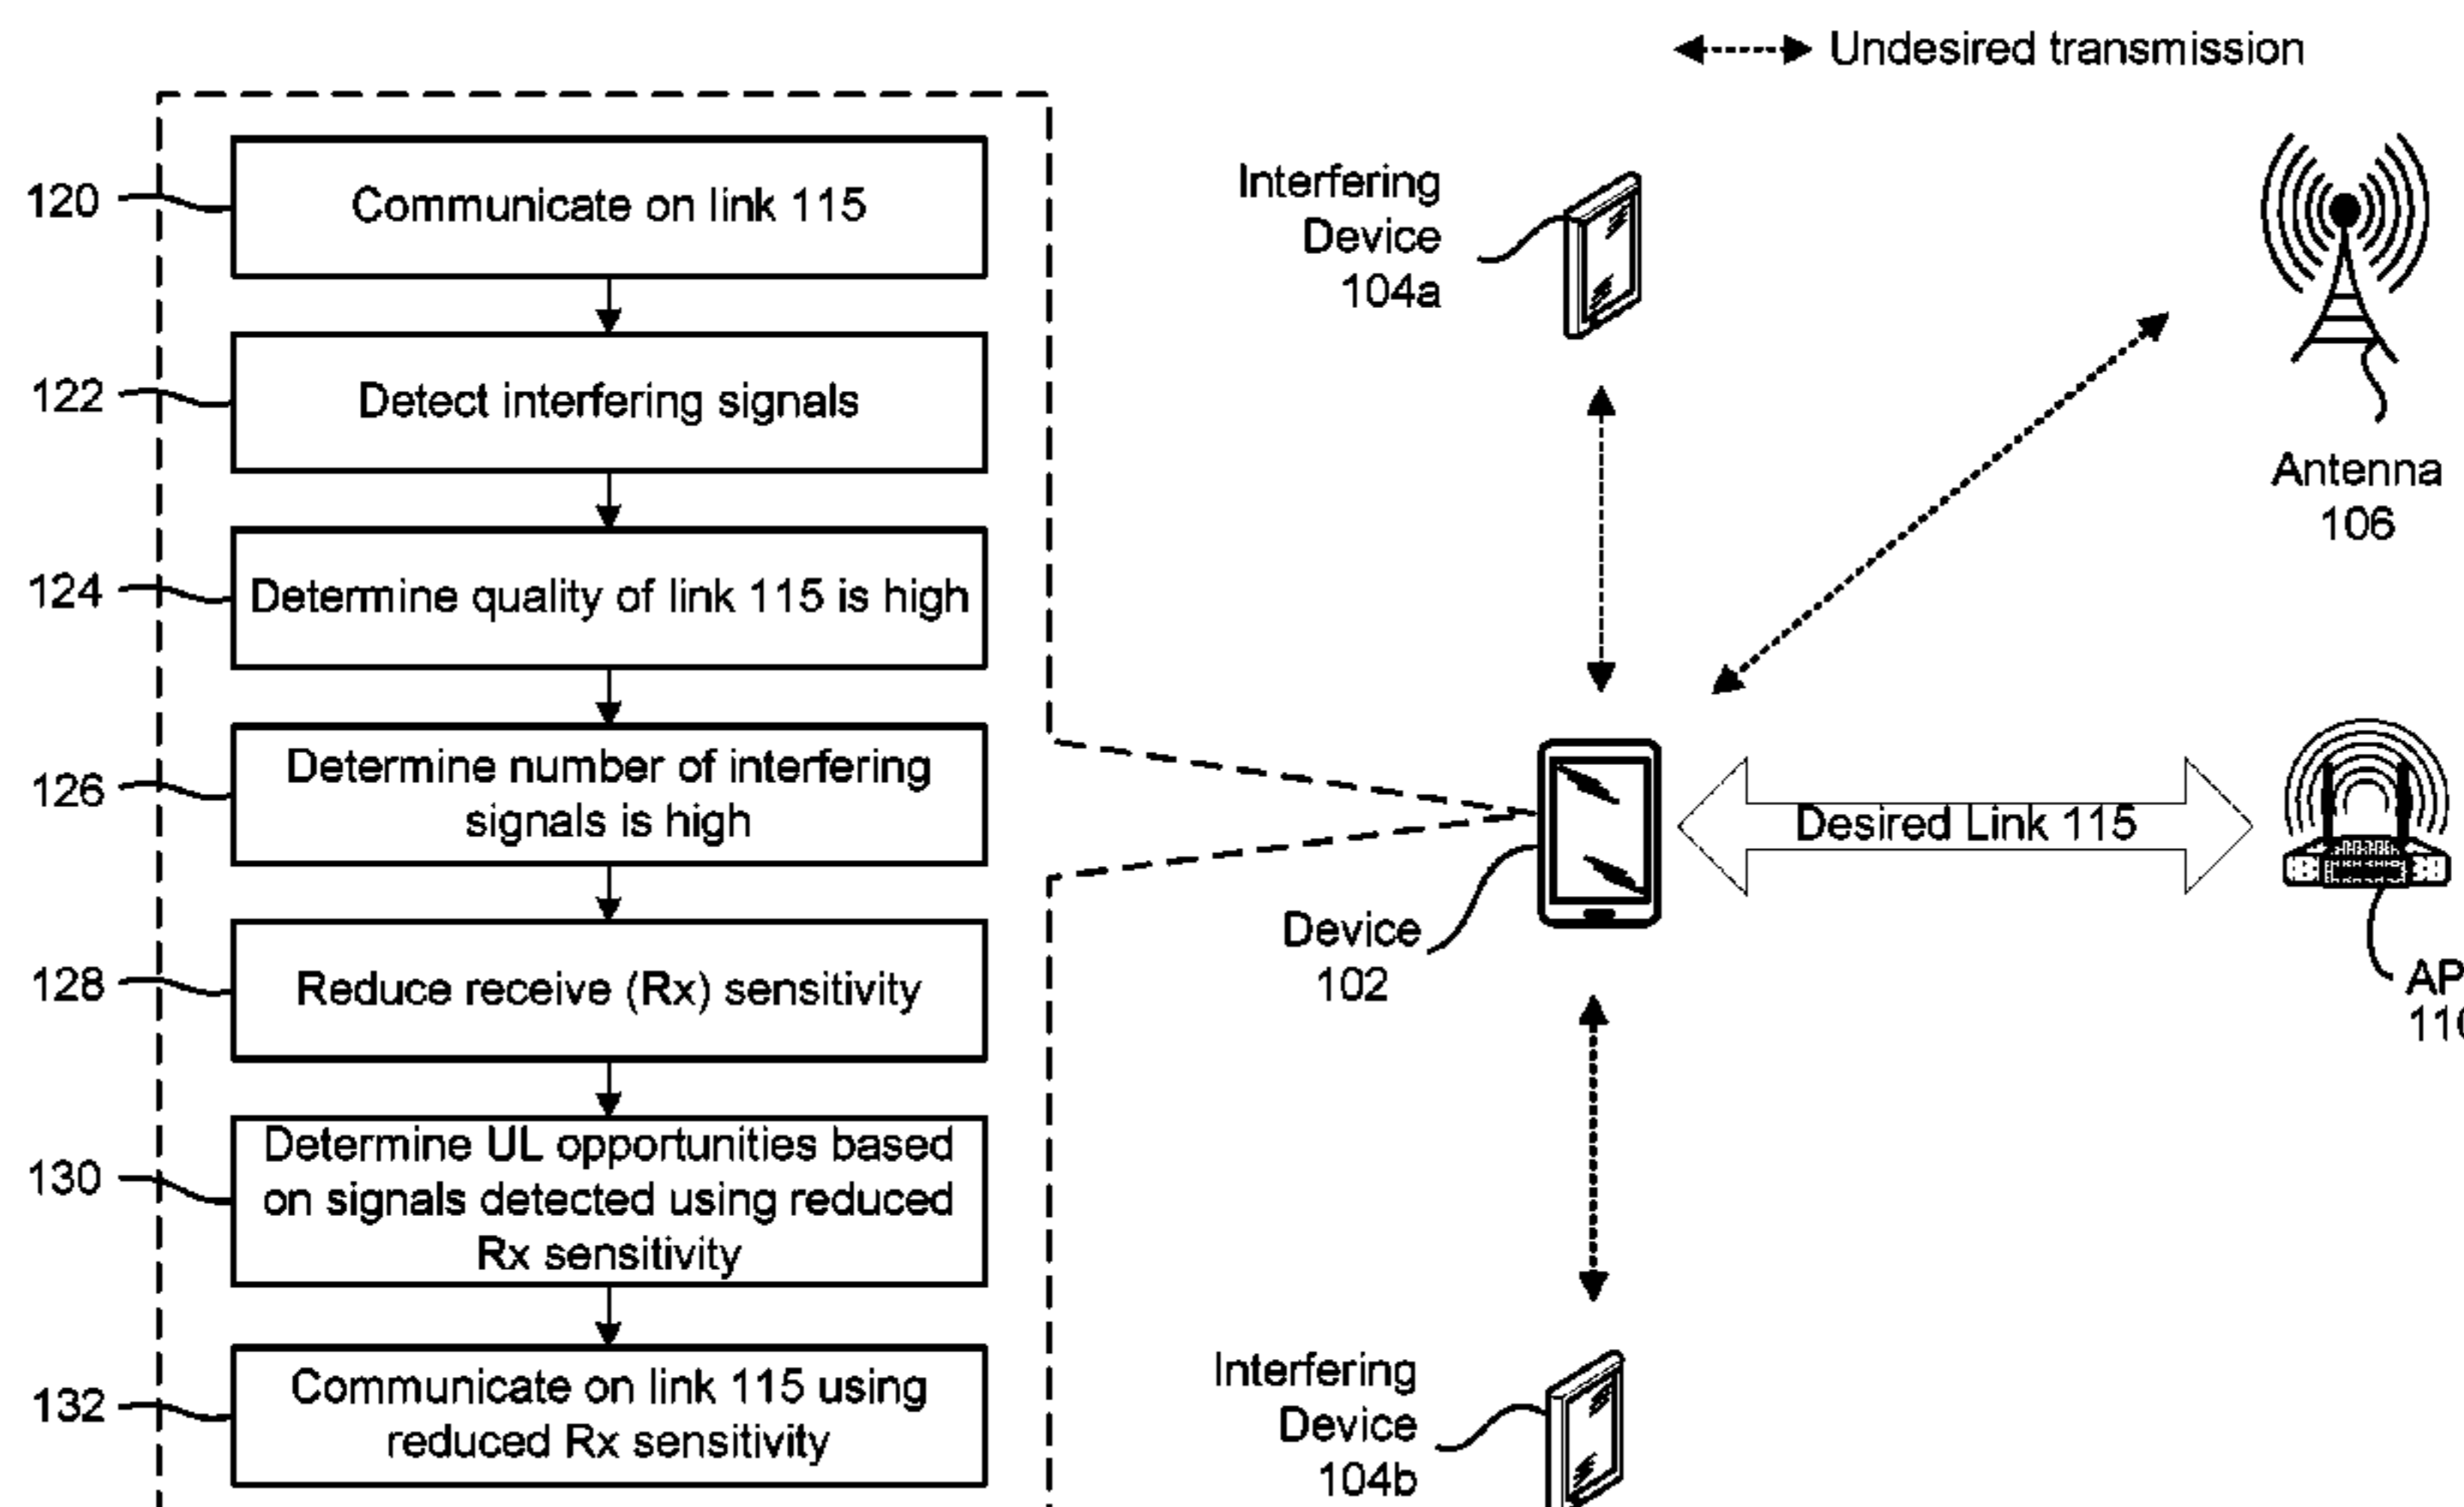 Undesired transmission
120
Communicate on link 115
122
Detect interfering signals
124
Determine quality of link 115 is high
126
Determine number of interfering
signals is high
128
Reduce receive (Rx) sensitivity
130
Determine UL opportunities based
on signals detected using reduced
Rx sensitivity
132
Communicate on link 115 using
reduced Rx sensitivity
Interfering
Device
104a
Antenna
106
Desired Link 115
Device
102
AP
Interfering
Device
104b